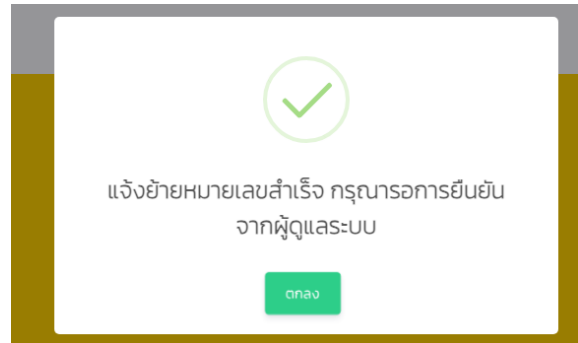 แจ้งย้ายหมายเลขสำเร็จ กรุณารอการยืนยัน
จากผู้ดูแลระบบ
ตกลง